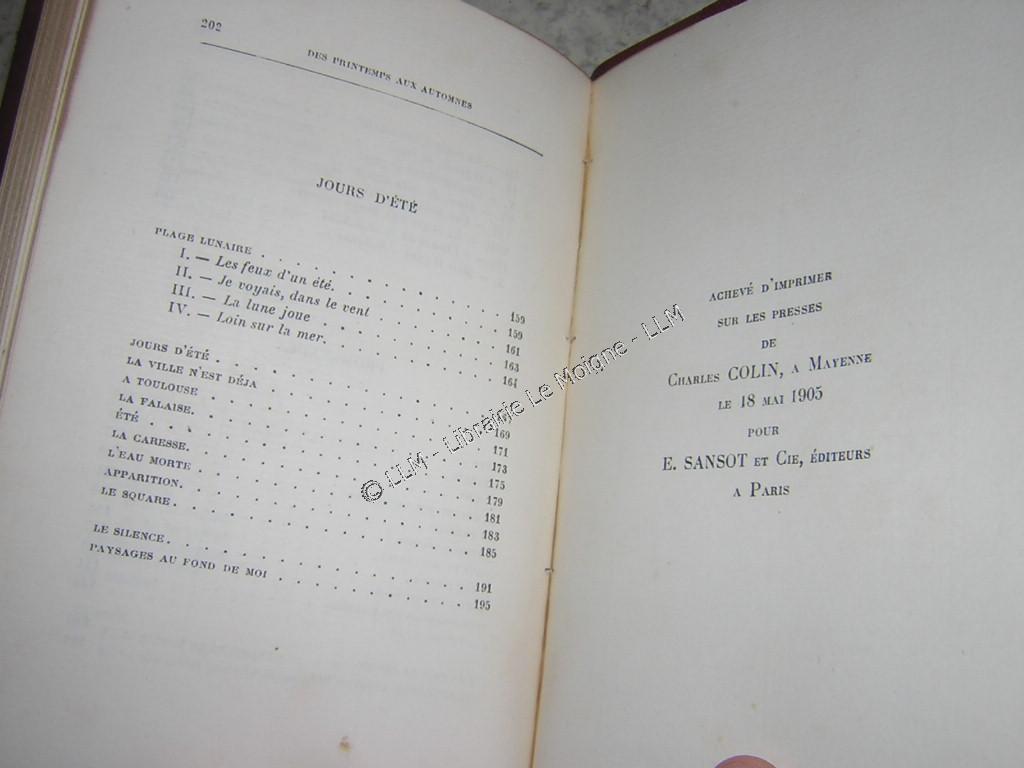 202
DES PRINTEMPS AUX AUTOMNES
JOURS D'ÉTÉ
PLAGE LUNAIRE . . . . . . . . . . 159
I. — Les feux d'un été. . . . . . . . . . 159
II. — Je voyais, dans le vent . . . . . . . 161
III. — La lune joue . . . . . . . . . . 163
IV. — Loin sur la mer. . . . . . . . . . 164
JOURS D'ÉTÉ . . . . . . . . . .
LA VILLE N'EST DÉJA . . . . . . . . . . 169
A TOULOUSE . . . . . . . . . . 171
LA FALAISE. . . . . . . . . . 173
ÉTÉ . . . . . . . . . . 175
LA CARESSE. . . . . . . . . . 179
L'EAU MORTE . . . . . . . . . . 181
APPARITION. . . . . . . . . . 183
LE SQUARE. . . . . . . . . . 185
LE SILENCE. . . . . . . . . . 191
PAYSAGES AU FOND DE MOI . . . . . . . . . . 195
ACHEVÉ D'IMPRIMER
SUR LES PRESSES
DE
CHARLES COLIN, A MAYENNE
LE 18 MAI 1905
POUR
E. SANSOT ET CIE, ÉDITEURS
A PARIS
© LLM - Librairie Le Moigne - LLM